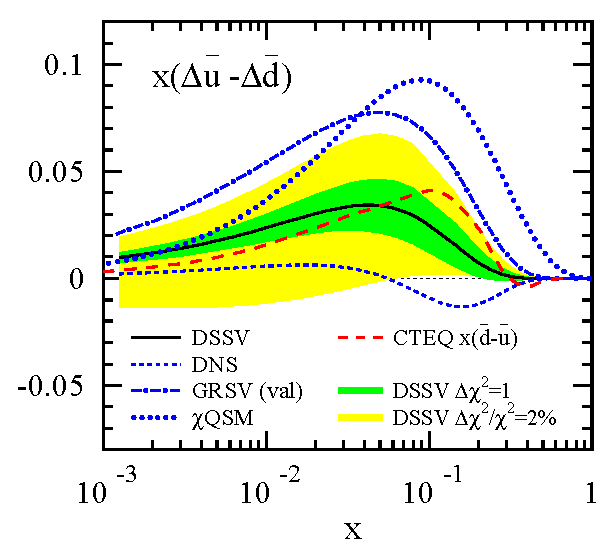 0.1
x(Δū -Δd̄)
0.05
0
DSSV
CTEQ x(d̄-ū)
DNS
-0.05
GRSV (val)
DSSV Δχ²=1
χQSM
DSSV Δχ²/χ²=2%
10⁻³
10⁻²
10⁻¹
1
x